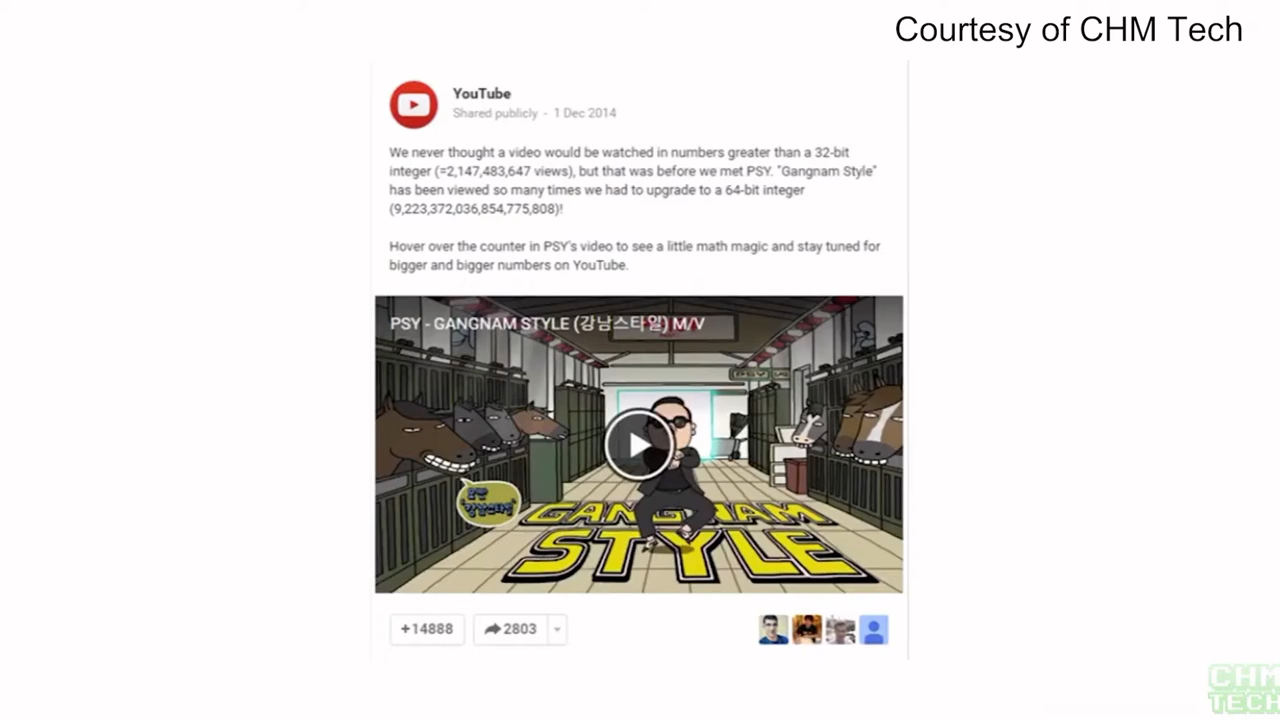 Courtesy of CHM Tech
YouTube
Shared publicly - 1 Dec 2014
We never thought a video would be watched in numbers greater than a 32-bit
integer (=2,147,483,647 views), but that was before we met PSY. "Gangnam Style"
has been viewed so many times we had to upgrade to a 64-bit integer
(9,223,372,036,854,775,808)!
Hover over the counter in PSY's video to see a little math magic and stay tuned for
bigger and bigger numbers on YouTube.
PSY - GANGNAM STYLE (강남스타일) M/V
GANGNAM
STYLE
+14888
2803
CHM
TECH